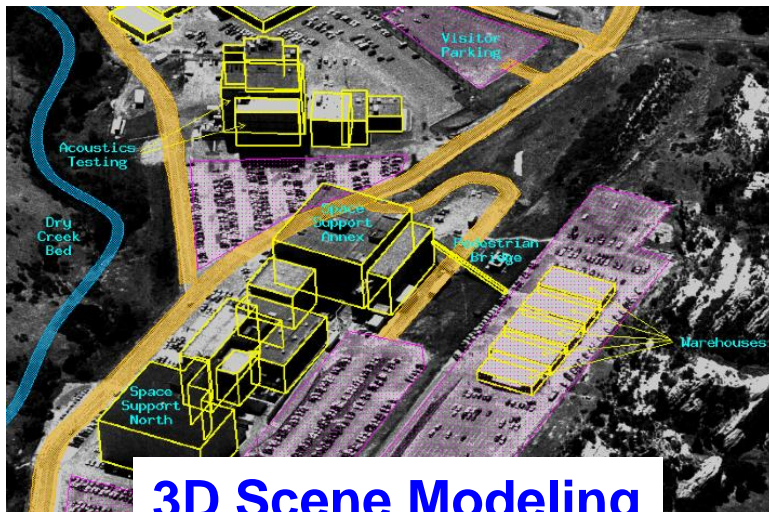 Visitor
Parking
Acoustics
Testing
Dry
Creek
Bed
Space
Support
Annex
Pedestrian
Bridge
Warehouses
Space
Support
North
3D Scene Modeling